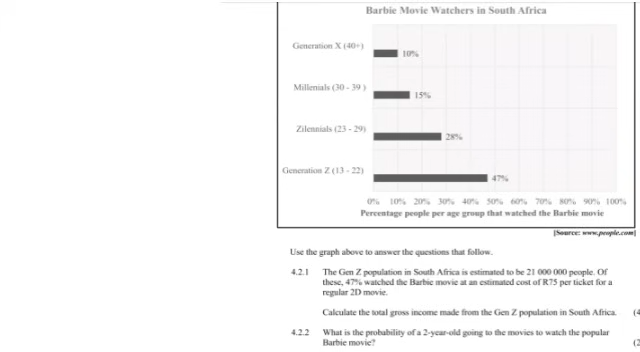 Barbie Movie Watchers in South Africa
Generation X (40+)
10%
Millenials (30 - 39 )
15%
Zilennials (23 - 29)
28%
Generation Z (13 - 22)
47%
0% 10% 20% 30% 40% 50% 60% 70% 80% 90% 100%
Percentage people per age group that watched the Barbie movie
[Source: www.people.com]
Use the graph above to answer the questions that follow.
4.2.1 The Gen Z population in South Africa is estimated to be 21 000 000 people. Of
these, 47% watched the Barbie movie at an estimated cost of R75 per ticket for a
regular 2D movie.
Calculate the total gross income made from the Gen Z population in South Africa. (4
4.2.2 What is the probability of a 2-year-old going to the movies to watch the popular
Barbie movie? (2